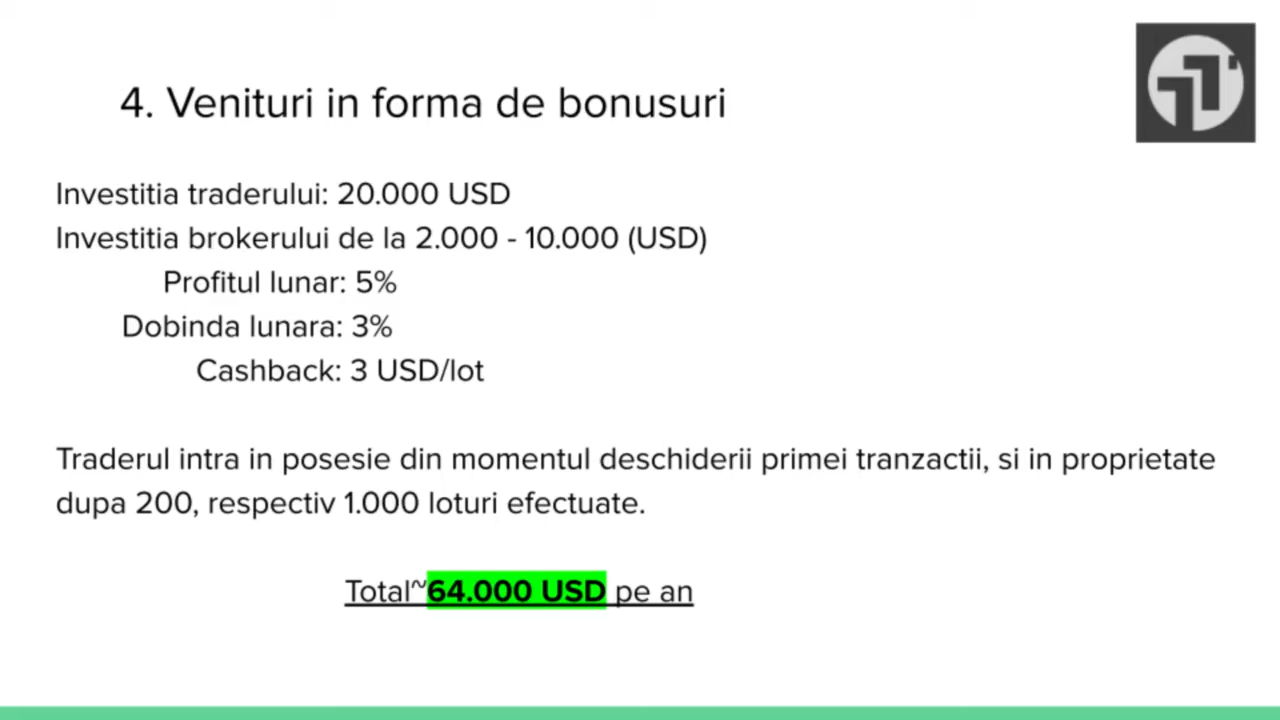 4. Venituri in forma de bonusuri
Investitia traderului: 20.000 USD
Investitia brokerului de la 2.000 - 10.000 (USD)
Profitul lunar: 5%
Dobinda lunara: 3%
Cashback: 3 USD/lot
Traderul intra in posesie din momentul deschiderii primei tranzactii, si in proprietate
dupa 200, respectiv 1.000 loturi efectuate.
Total~64.000 USD pe an